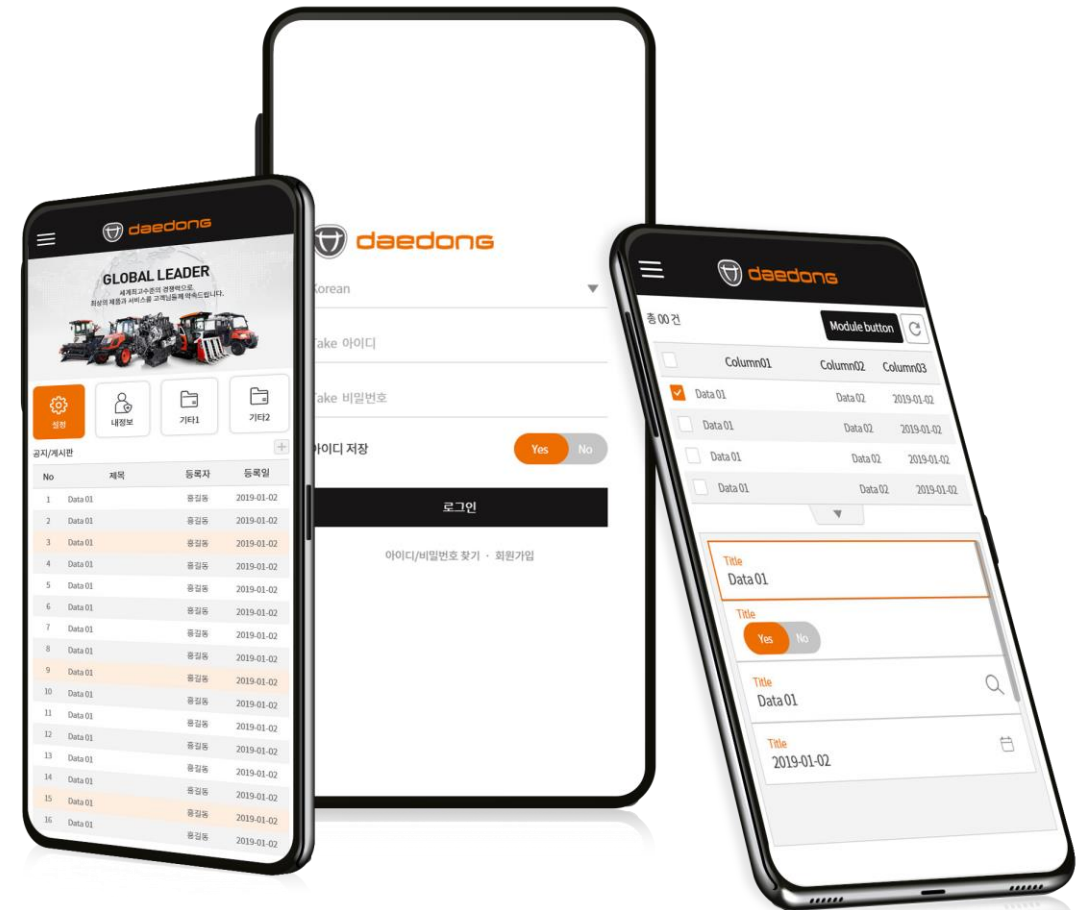 daedong
GLOBAL LEADER
세계최고수준의 경쟁력으로
최상의 제품과 서비스를 고객님들께 약속드립니다.
설정
내정보
기타1
기타2
공지/게시판
No 제목 등록자 등록일
1 Data 01 홍길동 2019-01-02
2 Data 01 홍길동 2019-01-02
3 Data 01 홍길동 2019-01-02
4 Data 01 홍길동 2019-01-02
5 Data 01 홍길동 2019-01-02
6 Data 01 홍길동 2019-01-02
7 Data 01 홍길동 2019-01-02
8 Data 01 홍길동 2019-01-02
9 Data 01 홍길동 2019-01-02
10 Data 01 홍길동 2019-01-02
11 Data 01 홍길동 2019-01-02
12 Data 01 홍길동 2019-01-02
13 Data 01 홍길동 2019-01-02
14 Data 01 홍길동 2019-01-02
15 Data 01 홍길동 2019-01-02
16 Data 01 홍길동 2019-01-02
daedong
Korean
Take 아이디
Take 비밀번호
아이디 저장 Yes No
로그인
아이디/비밀번호 찾기 · 회원가입
daedong
총 00 건 Module button
Column01 Column02 Column03
Data 01 Data 02 2019-01-02
Data 01 Data 02 2019-01-02
Data 01 Data 02 2019-01-02
Data 01 Data 02 2019-01-02
Title
Data 01
Title
Yes No
Title
Data 01
Title
2019-01-02